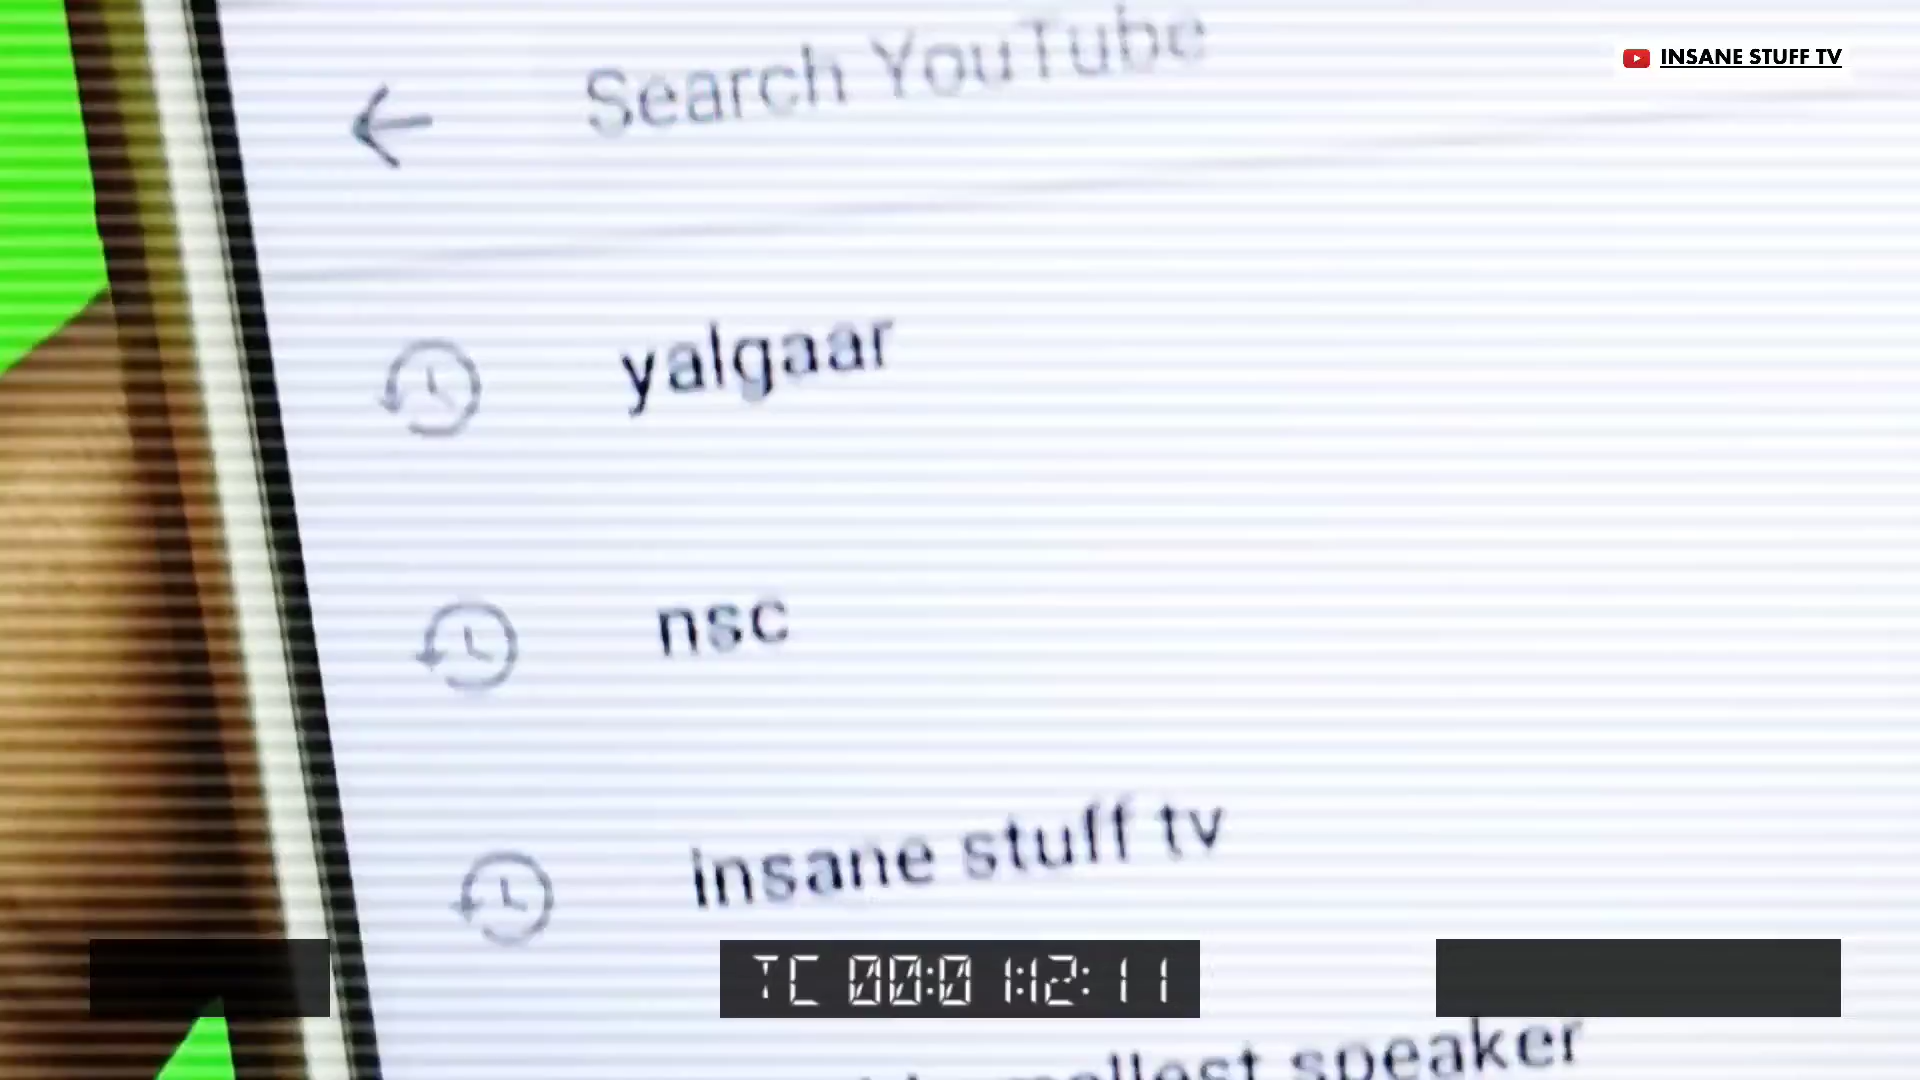 Search YouTube
INSANE STUFF TV
yalgaar
nsc
insane stuff tv
TC 00:01:12:11
speaker